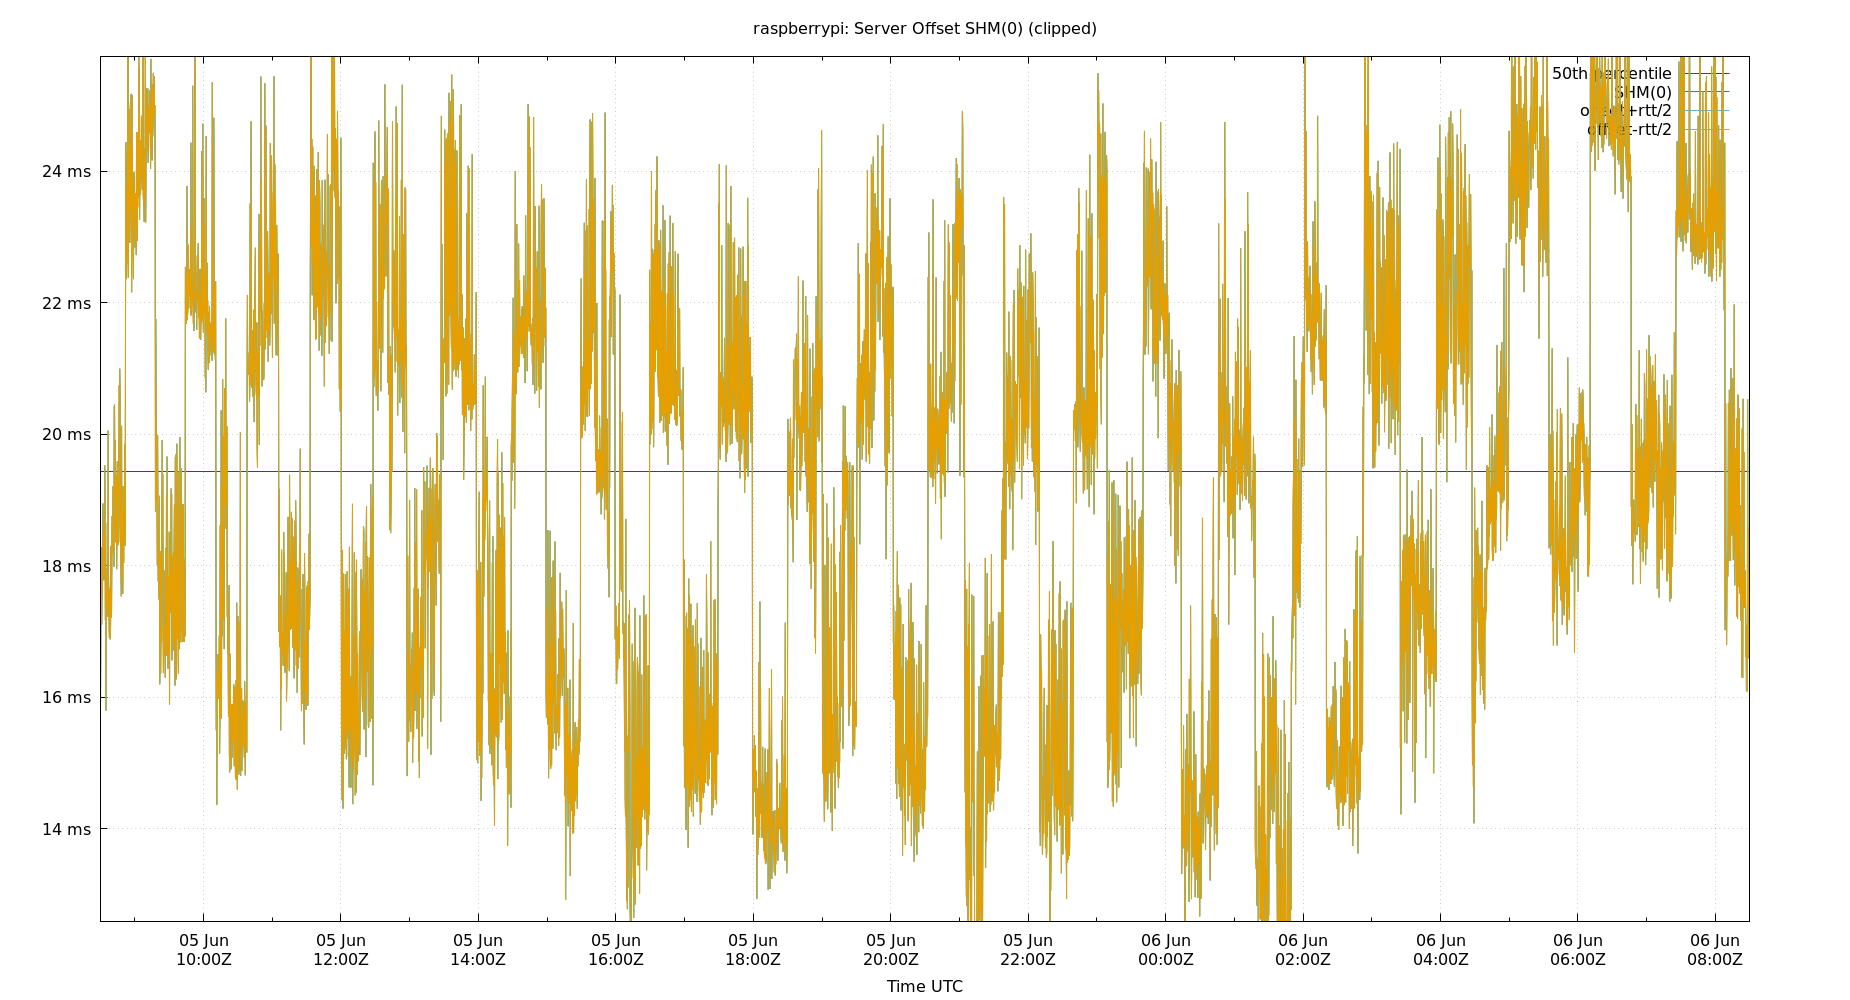 raspberrypi: Server Offset SHM(0) (clipped)
50th percentile
SHM(0)
offset+rtt/2
offset-rtt/2
24 ms
22 ms
20 ms
18 ms
16 ms
14 ms
05 Jun 05 Jun 05 Jun 05 Jun 05 Jun 05 Jun 05 Jun 06 Jun 06 Jun 06 Jun 06 Jun 06 Jun
10:00Z 12:00Z 14:00Z 16:00Z 18:00Z 20:00Z 22:00Z 00:00Z 02:00Z 04:00Z 06:00Z 08:00Z
Time UTC